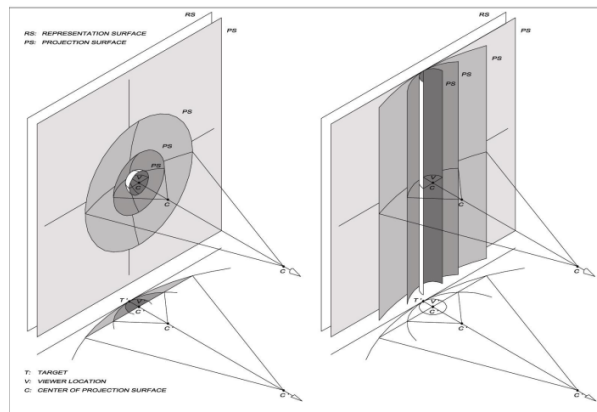 RS
RS
RS: REPRESENTATION SURFACE
PS: PROJECTION SURFACE
PS
PS
PS
PS
PS
PS
PS
PS
V
C
C
C
V
C
C
C
T'
V'
C'
C'
C'
T'
V'
C'
C'
C'
T: TARGET
V: VIEWER LOCATION
C: CENTER OF PROJECTION SURFACE